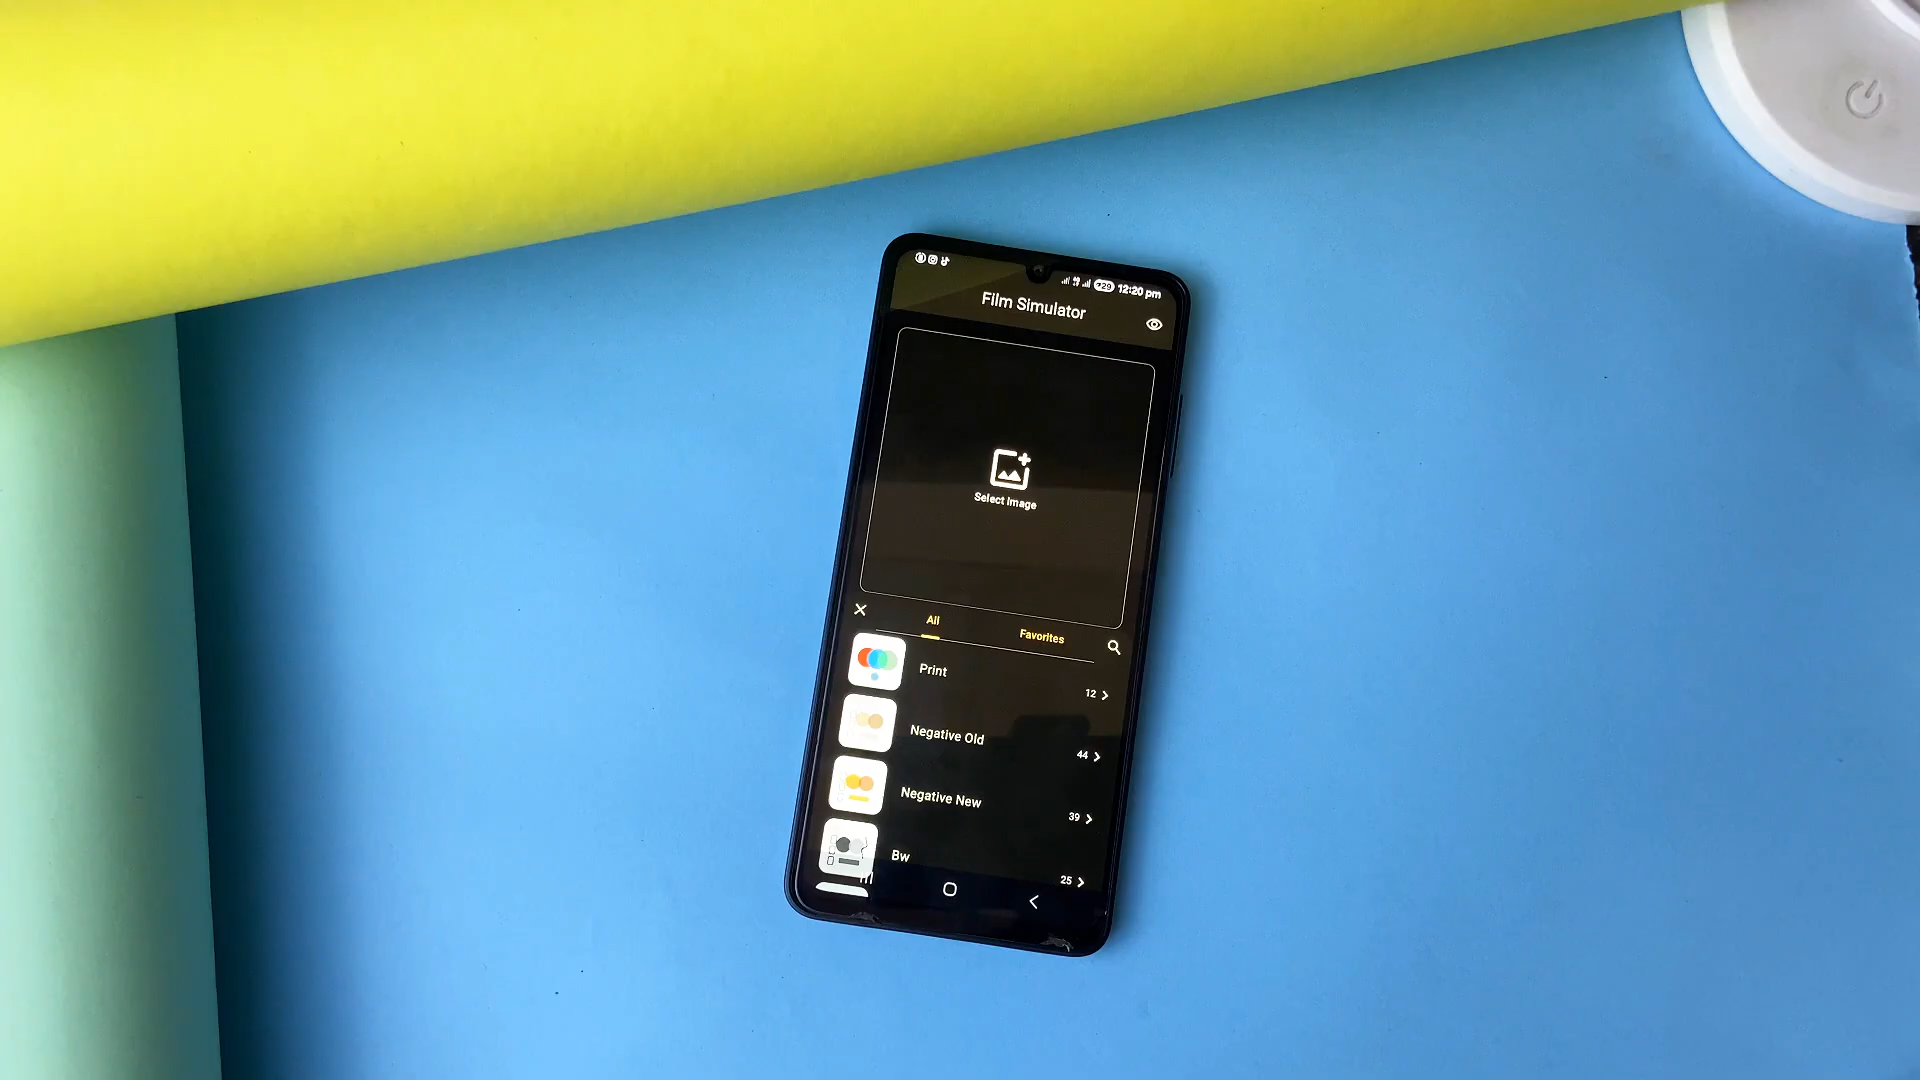 29 12:20 pm
Film Simulator
Select Image
All Favorites
Print
12
Negative Old
44
Negative New
39
Bw
25